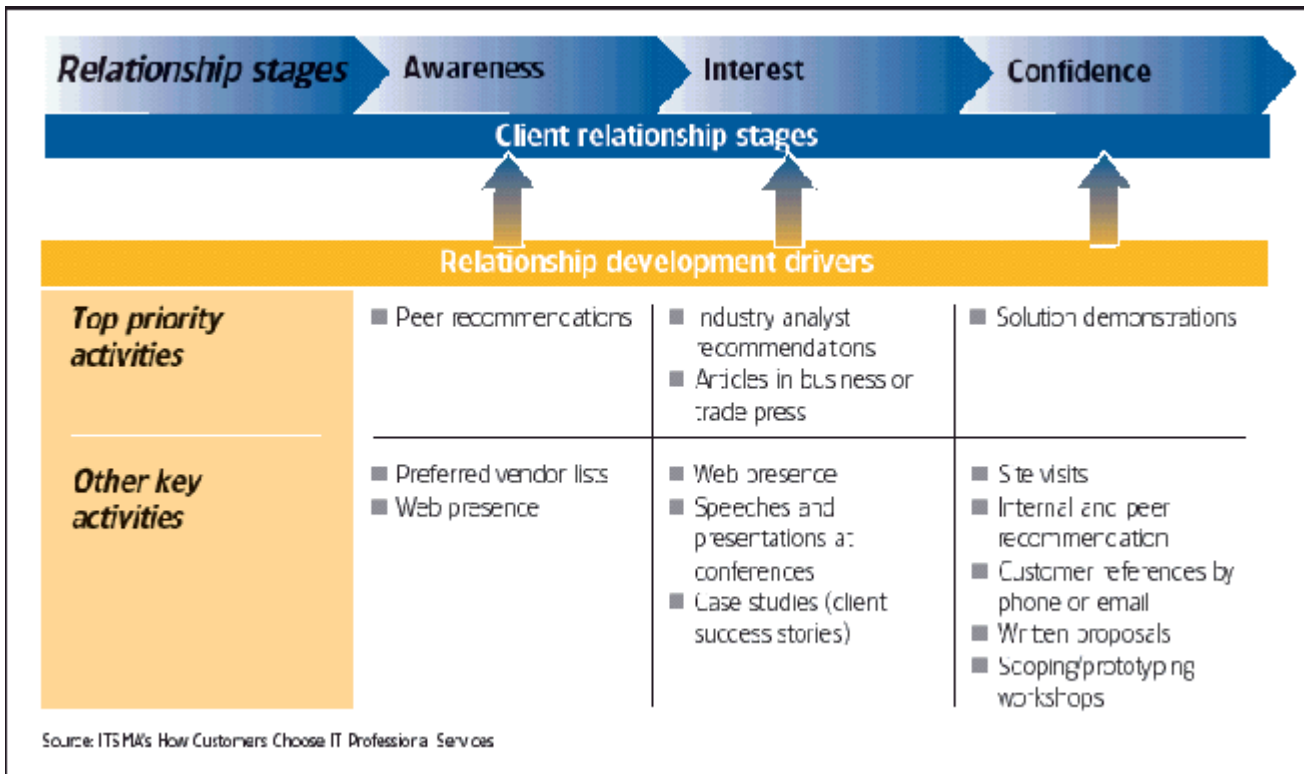 Relationship stages
Awareness
Interest
Confidence
Client relationship stages
Relationship development drivers
Top priority
activities
Peer recommendations
Industry analyst
recommendations
Articles in business or
trade press
Solution demonstrations
Other key
activities
Preferred vendor lists
Web presence
Web presence
Speeches and
presentations at
conferences
Case studies (client
success stories)
Site visits
Internal and peer
recommendation
Customer references by
phone or email
Written proposals
Scoping/prototyping
workshops
Source: ITSMA's How Customers Choose IT Professional Services